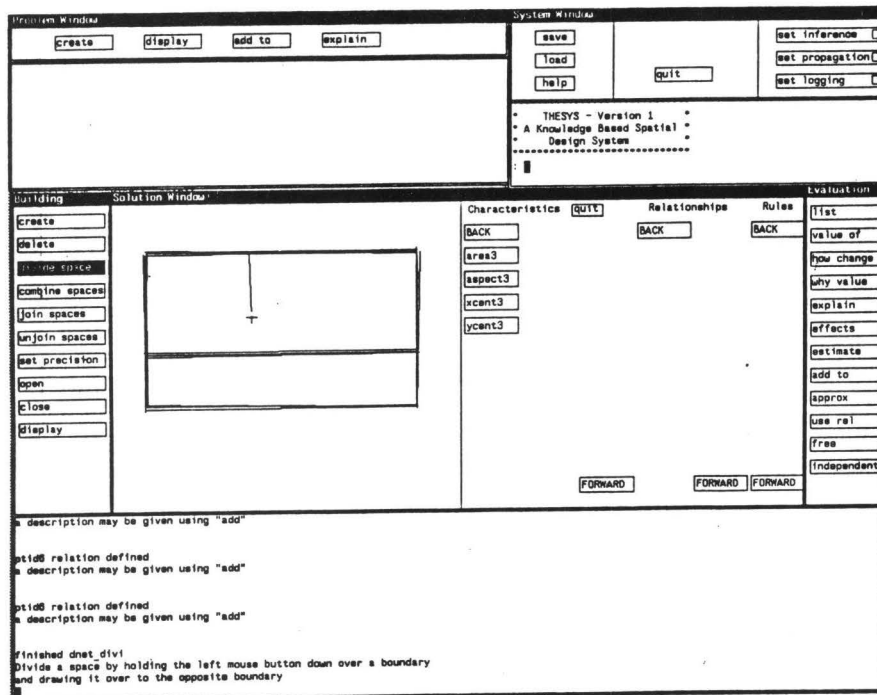 Problem Window
create display add to explain
System Window
save
load
help
quit
set inference
set propagation
set logging
* THESYS - Version 1 *
* A Knowledge Based Spatial *
* Design System *
:
Building
create
delete
combine spaces
join spaces
unjoin spaces
set precision
open
close
display
Solution Window
Characteristics quit Relationships Rules
BACK BACK BACK
area3
aspect3
xcent3
ycent3
FORWARD FORWARD FORWARD
Evaluation
list
value of
how change
why value
explain
effects
estimate
add to
approx
use rel
free
independent
a description may be given using "add"
ptid6 relation defined
a description may be given using "add"
ptid6 relation defined
a description may be given using "add"
finished dnet_divi
Divide a space by holding the left mouse button down over a boundary
and drawing it over to the opposite boundary